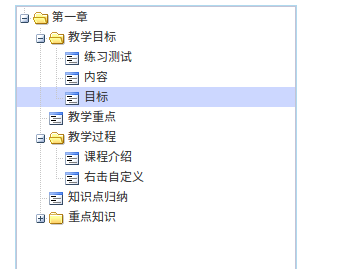 第一章
教学目标
练习测试
内容
目标
教学重点
教学过程
课程介绍
右击自定义
知识点归纳
重点知识